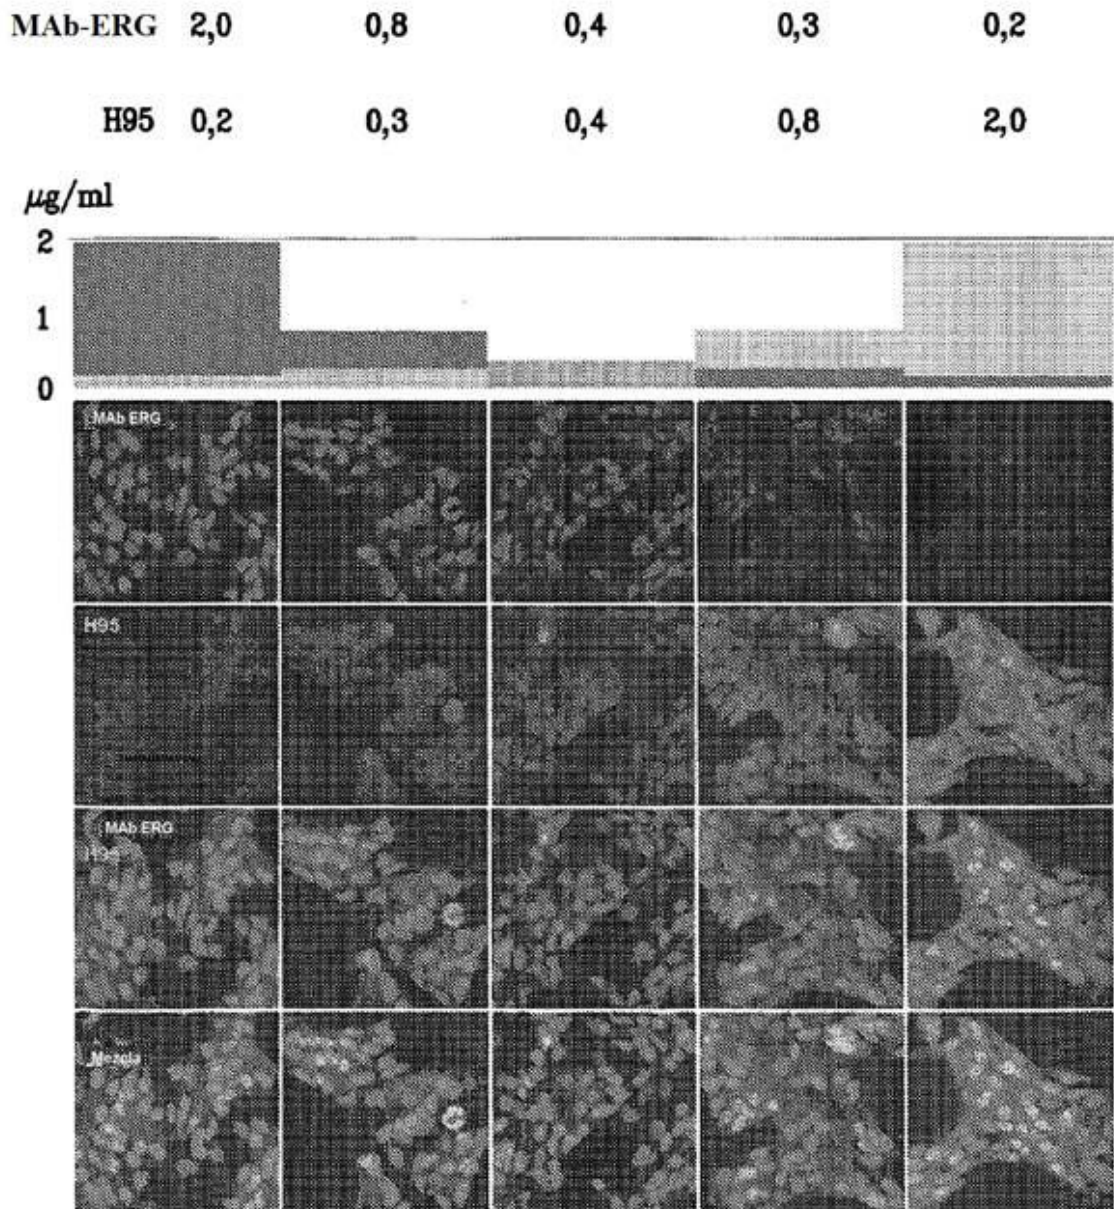 MAb-ERG 2,0 0,8 0,4 0,3 0,2
H95 0,2 0,3 0,4 0,8 2,0
μg/ml
2
1
0
MAb ERG
H95
MAb ERG
H95
Mezcla